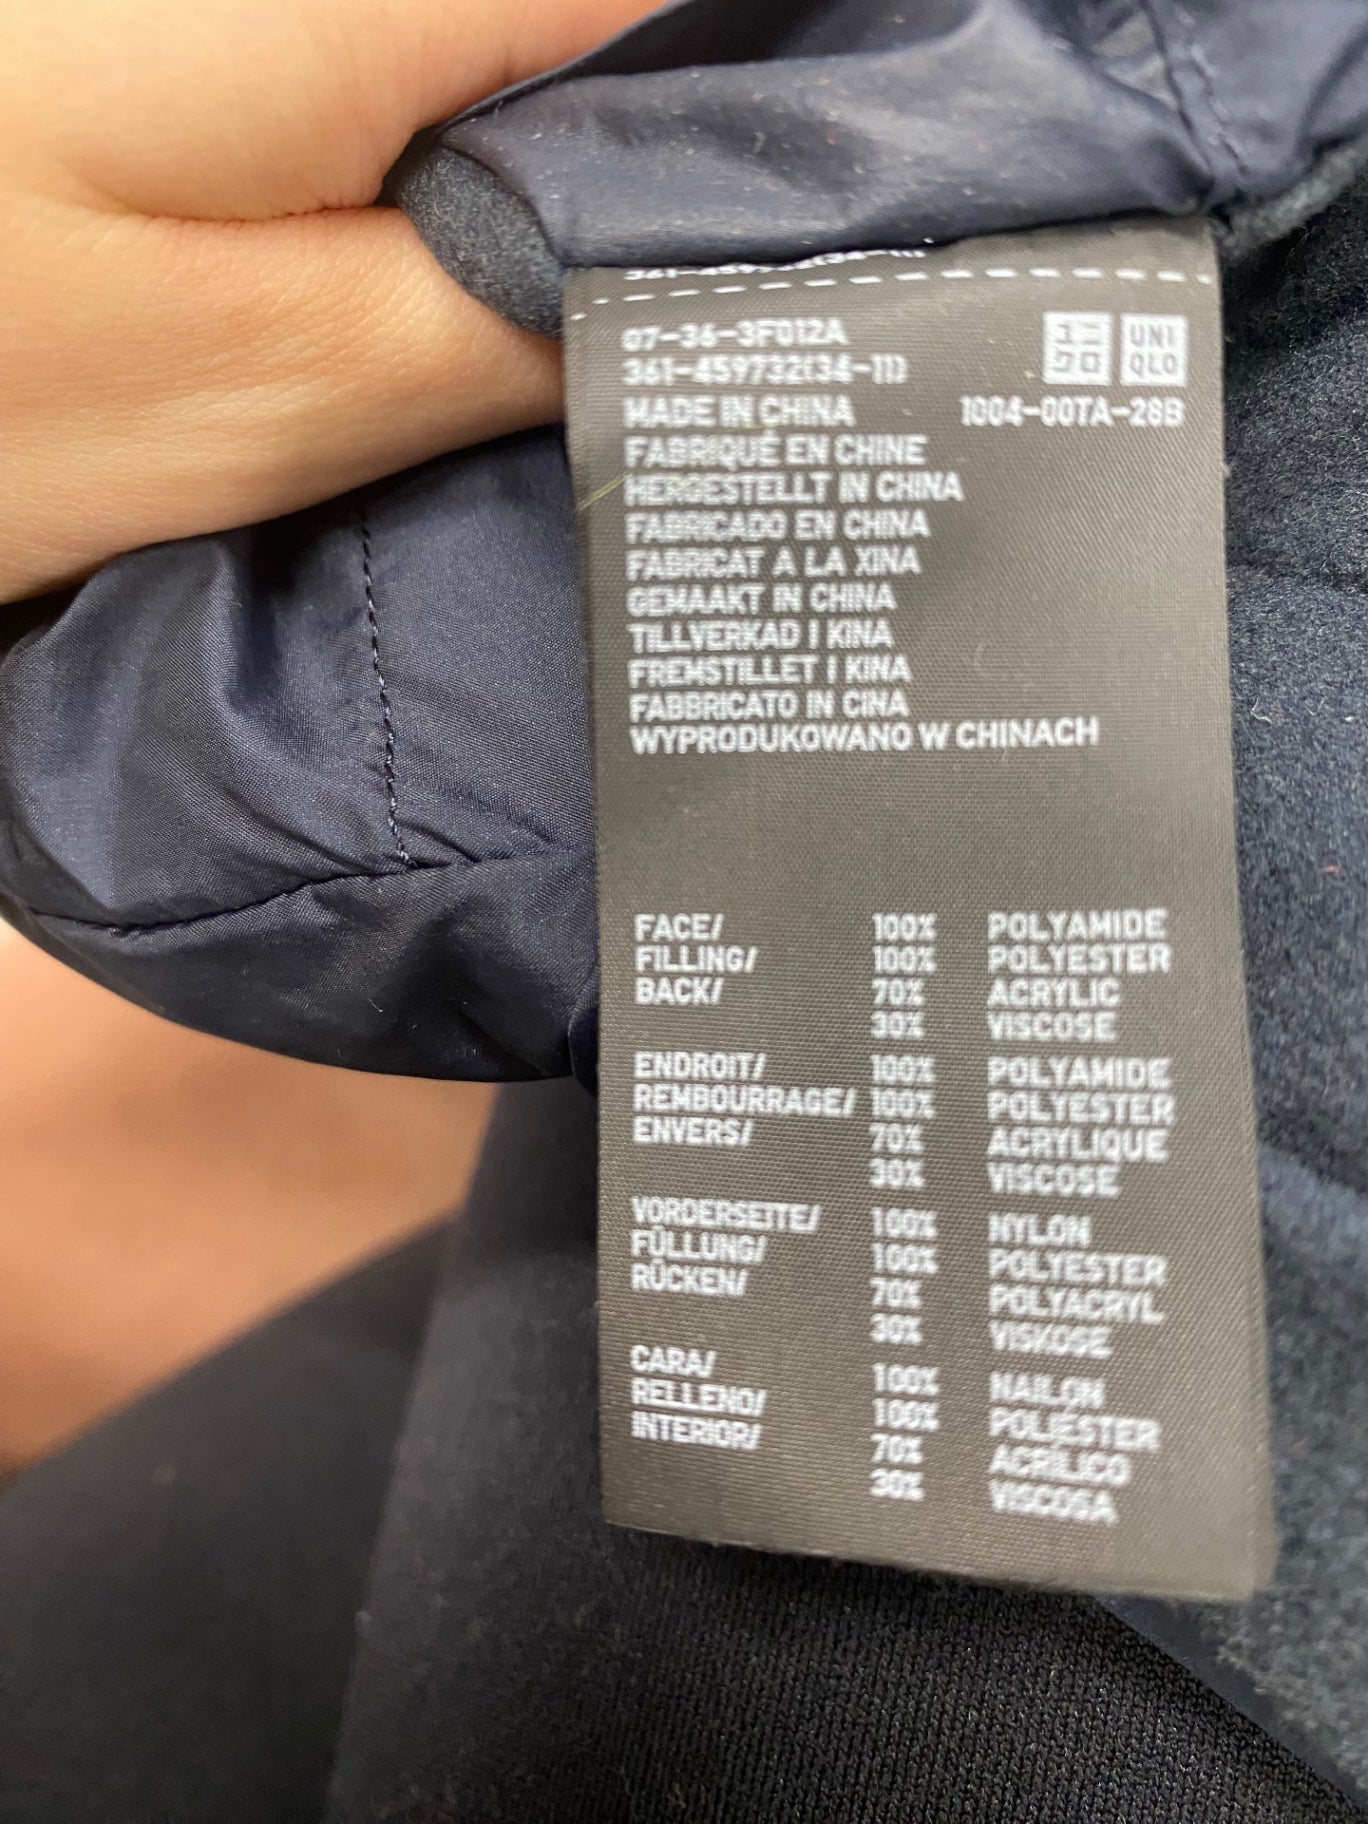 07-36-3F012A
361-459732(34-11)
UNI
QLO
MADE IN CHINA 1004-00TA-28B
FABRIQUÉ EN CHINE
HERGESTELLT IN CHINA
FABRICADO EN CHINA
FABRICAT A LA XINA
GEMAAKT IN CHINA
TILLVERKAD I KINA
FREMSTILLET I KINA
FABBRICATO IN CINA
WYPRODUKOWANO W CHINACH
FACE/ 100% POLYAMIDE
FILLING/ 100% POLYESTER
BACK/ 70% ACRYLIC
30% VISCOSE
ENDROIT/ 100% POLYAMIDE
REMBOURRAGE/ 100% POLYESTER
ENVERS/ 70% ACRYLIQUE
30% VISCOSE
VORDERSEITE/ 100% NYLON
FÜLLUNG/ 100% POLYESTER
RÜCKEN/ 70% POLYACRYL
30% VISKOSE
CARA/ 100% NAILON
RELLENO/ 100% POLIÉSTER
INTERIOR/ 70% ACRÍLICO
30% VISCOSA